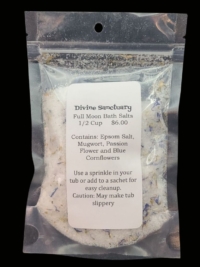 Divine Sanctuary
Full Moon Bath Salts
1/2 Cup $6.00
Contains: Epsom Salt,
Mugwort, Passion
Flower and Blue
Cornflowers
Use a sprinkle in your
tub or add to a sachet for
easy cleanup.
Caution: May make tub
slippery